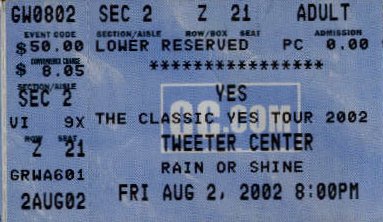 GW0802 SEC 2 Z 21 ADULT
EVENT CODE SECTION/AISLE ROW/BOX SEAT ADMISSION
$50.00 LOWER RESERVED PC 0.00
CONVENIENCE CHARGE
$ 8.05 ******************
SECTION/AISLE
SEC 2 YES
VI 9X THE CLASSIC YES TOUR 2002
ROW SEAT
Z 21 TWEETER CENTER
GRWA601 RAIN OR SHINE
2AUG02 FRI AUG 2, 2002 8:00PM
cc.com